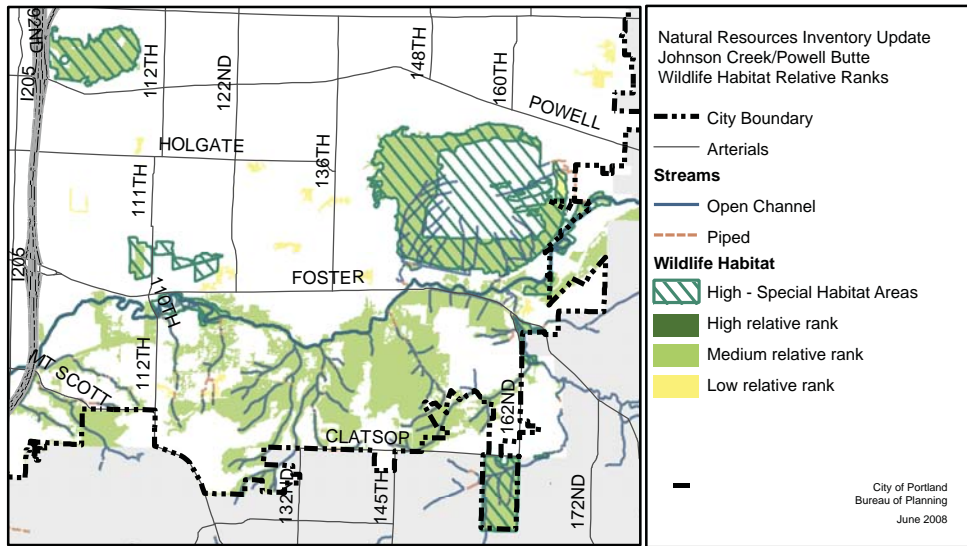 92ND
I205
112TH
122ND
148TH
160TH
POWELL
HOLGATE
136TH
111TH
I205
FOSTER
110TH
112TH
MT SCOTT
162ND
CLATSOP
132ND
145TH
172ND
Natural Resources Inventory Update
Johnson Creek/Powell Butte
Wildlife Habitat Relative Ranks
City Boundary
Arterials
Streams
Open Channel
Piped
Wildlife Habitat
High - Special Habitat Areas
High relative rank
Medium relative rank
Low relative rank
City of Portland
Bureau of Planning
June 2008